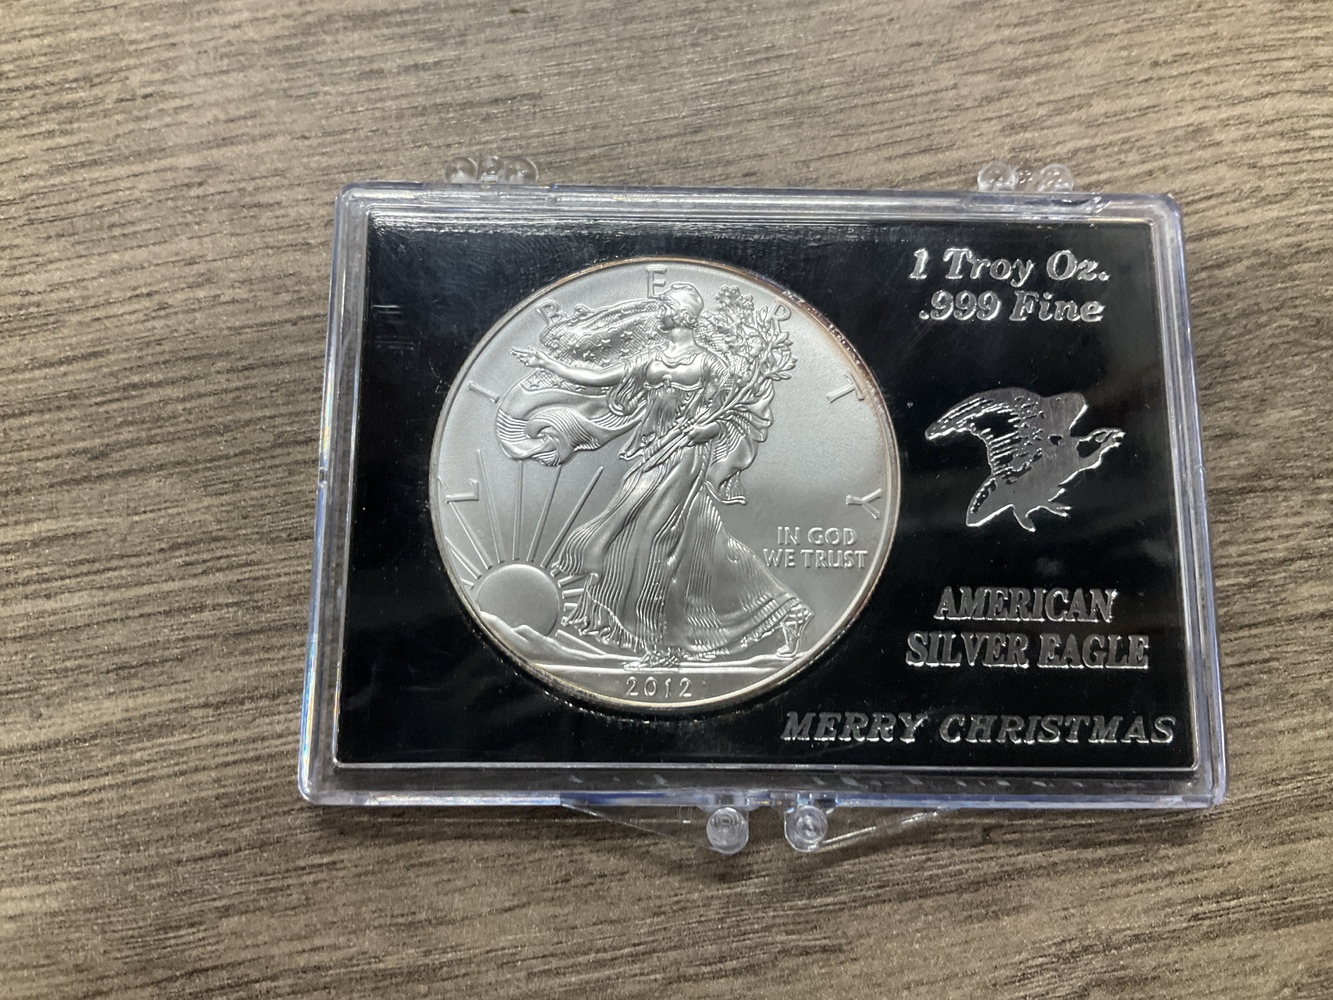 LIBERTY
IN GOD
WE TRUST
2012
1 Troy Oz.
.999 Fine
AMERICAN
SILVER EAGLE
MERRY CHRISTMAS